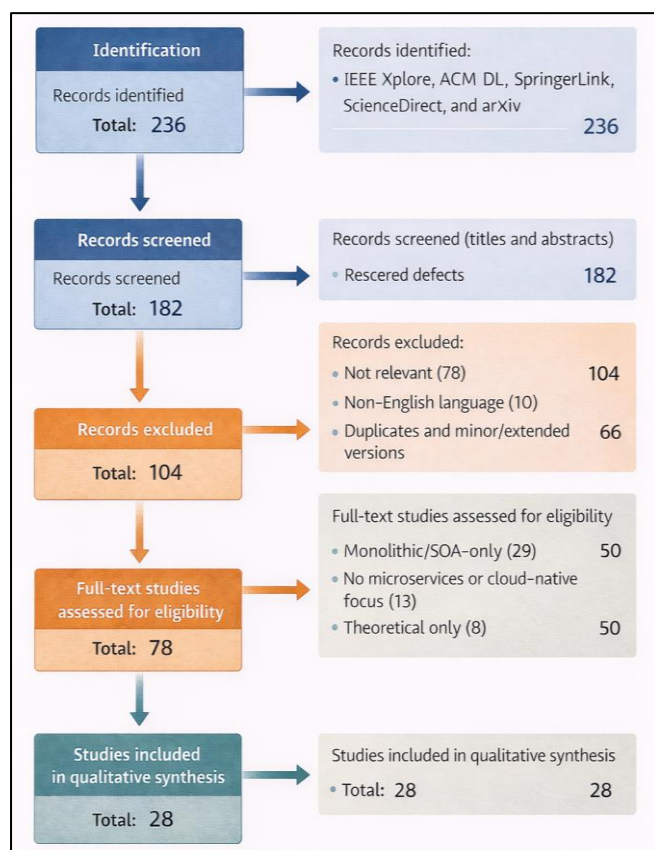 Identification
Records identified
Total: 236
Records identified:
• IEEE Xplore, ACM DL, SpringerLink,
ScienceDirect, and arXiv
236
Records screened
Records screened
Total: 182
Records screened (titles and abstracts)
• Rescered defects 182
Records excluded
Total: 104
Records excluded:
• Not relevant (78) 104
• Non-English language (10)
• Duplicates and minor/extended 66
versions
Full-text studies
assessed for eligibility
Total: 78
Full-text studies assessed for eligibility
• Monolithic/SOA-only (29) 50
• No microservices or cloud-native
focus (13)
• Theoretical only (8) 50
Studies included
in qualitative synthesis
Total: 28
Studies included in qualitative synthesis
• Total: 28 28